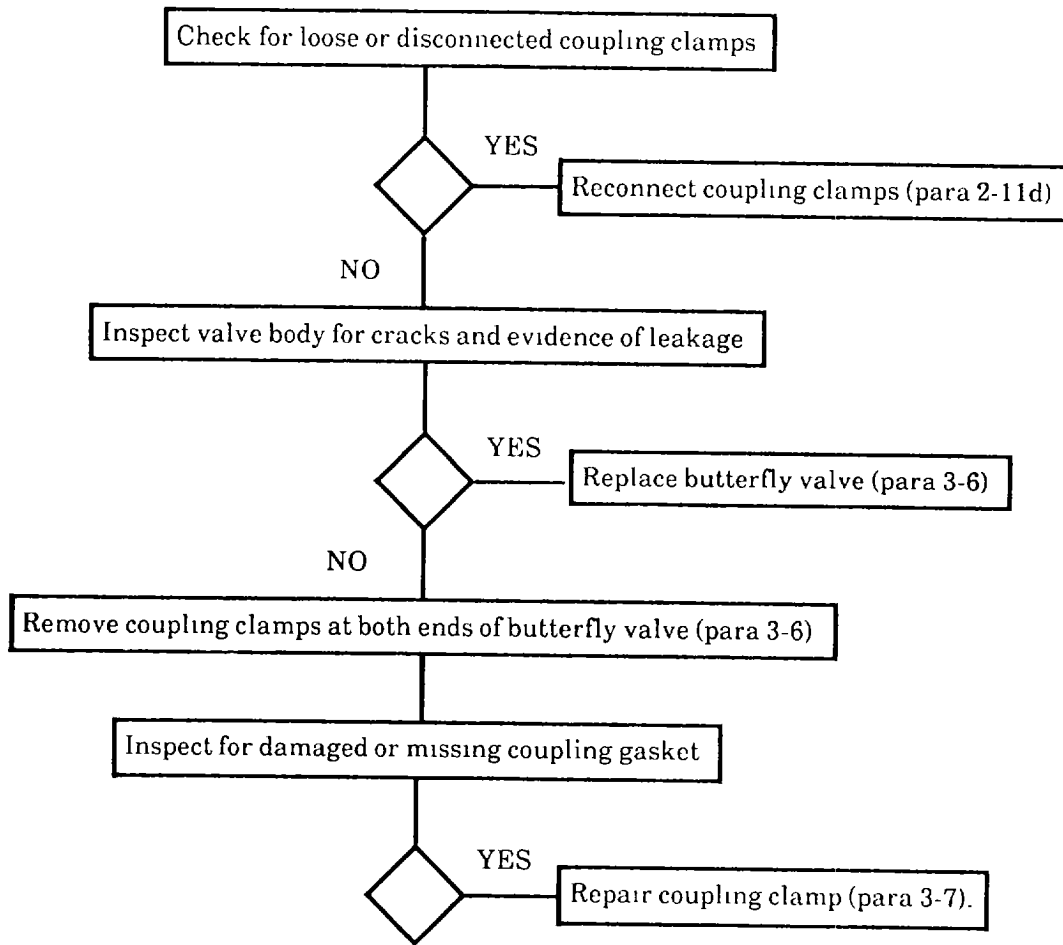 Check for loose or disconnected coupling clamps
YES
Reconnect coupling clamps (para 2-11d)
NO
Inspect valve body for cracks and evidence of leakage
YES
Replace butterfly valve (para 3-6)
NO
Remove coupling clamps at both ends of butterfly valve (para 3-6)
Inspect for damaged or missing coupling gasket
YES
Repair coupling clamp (para 3-7).